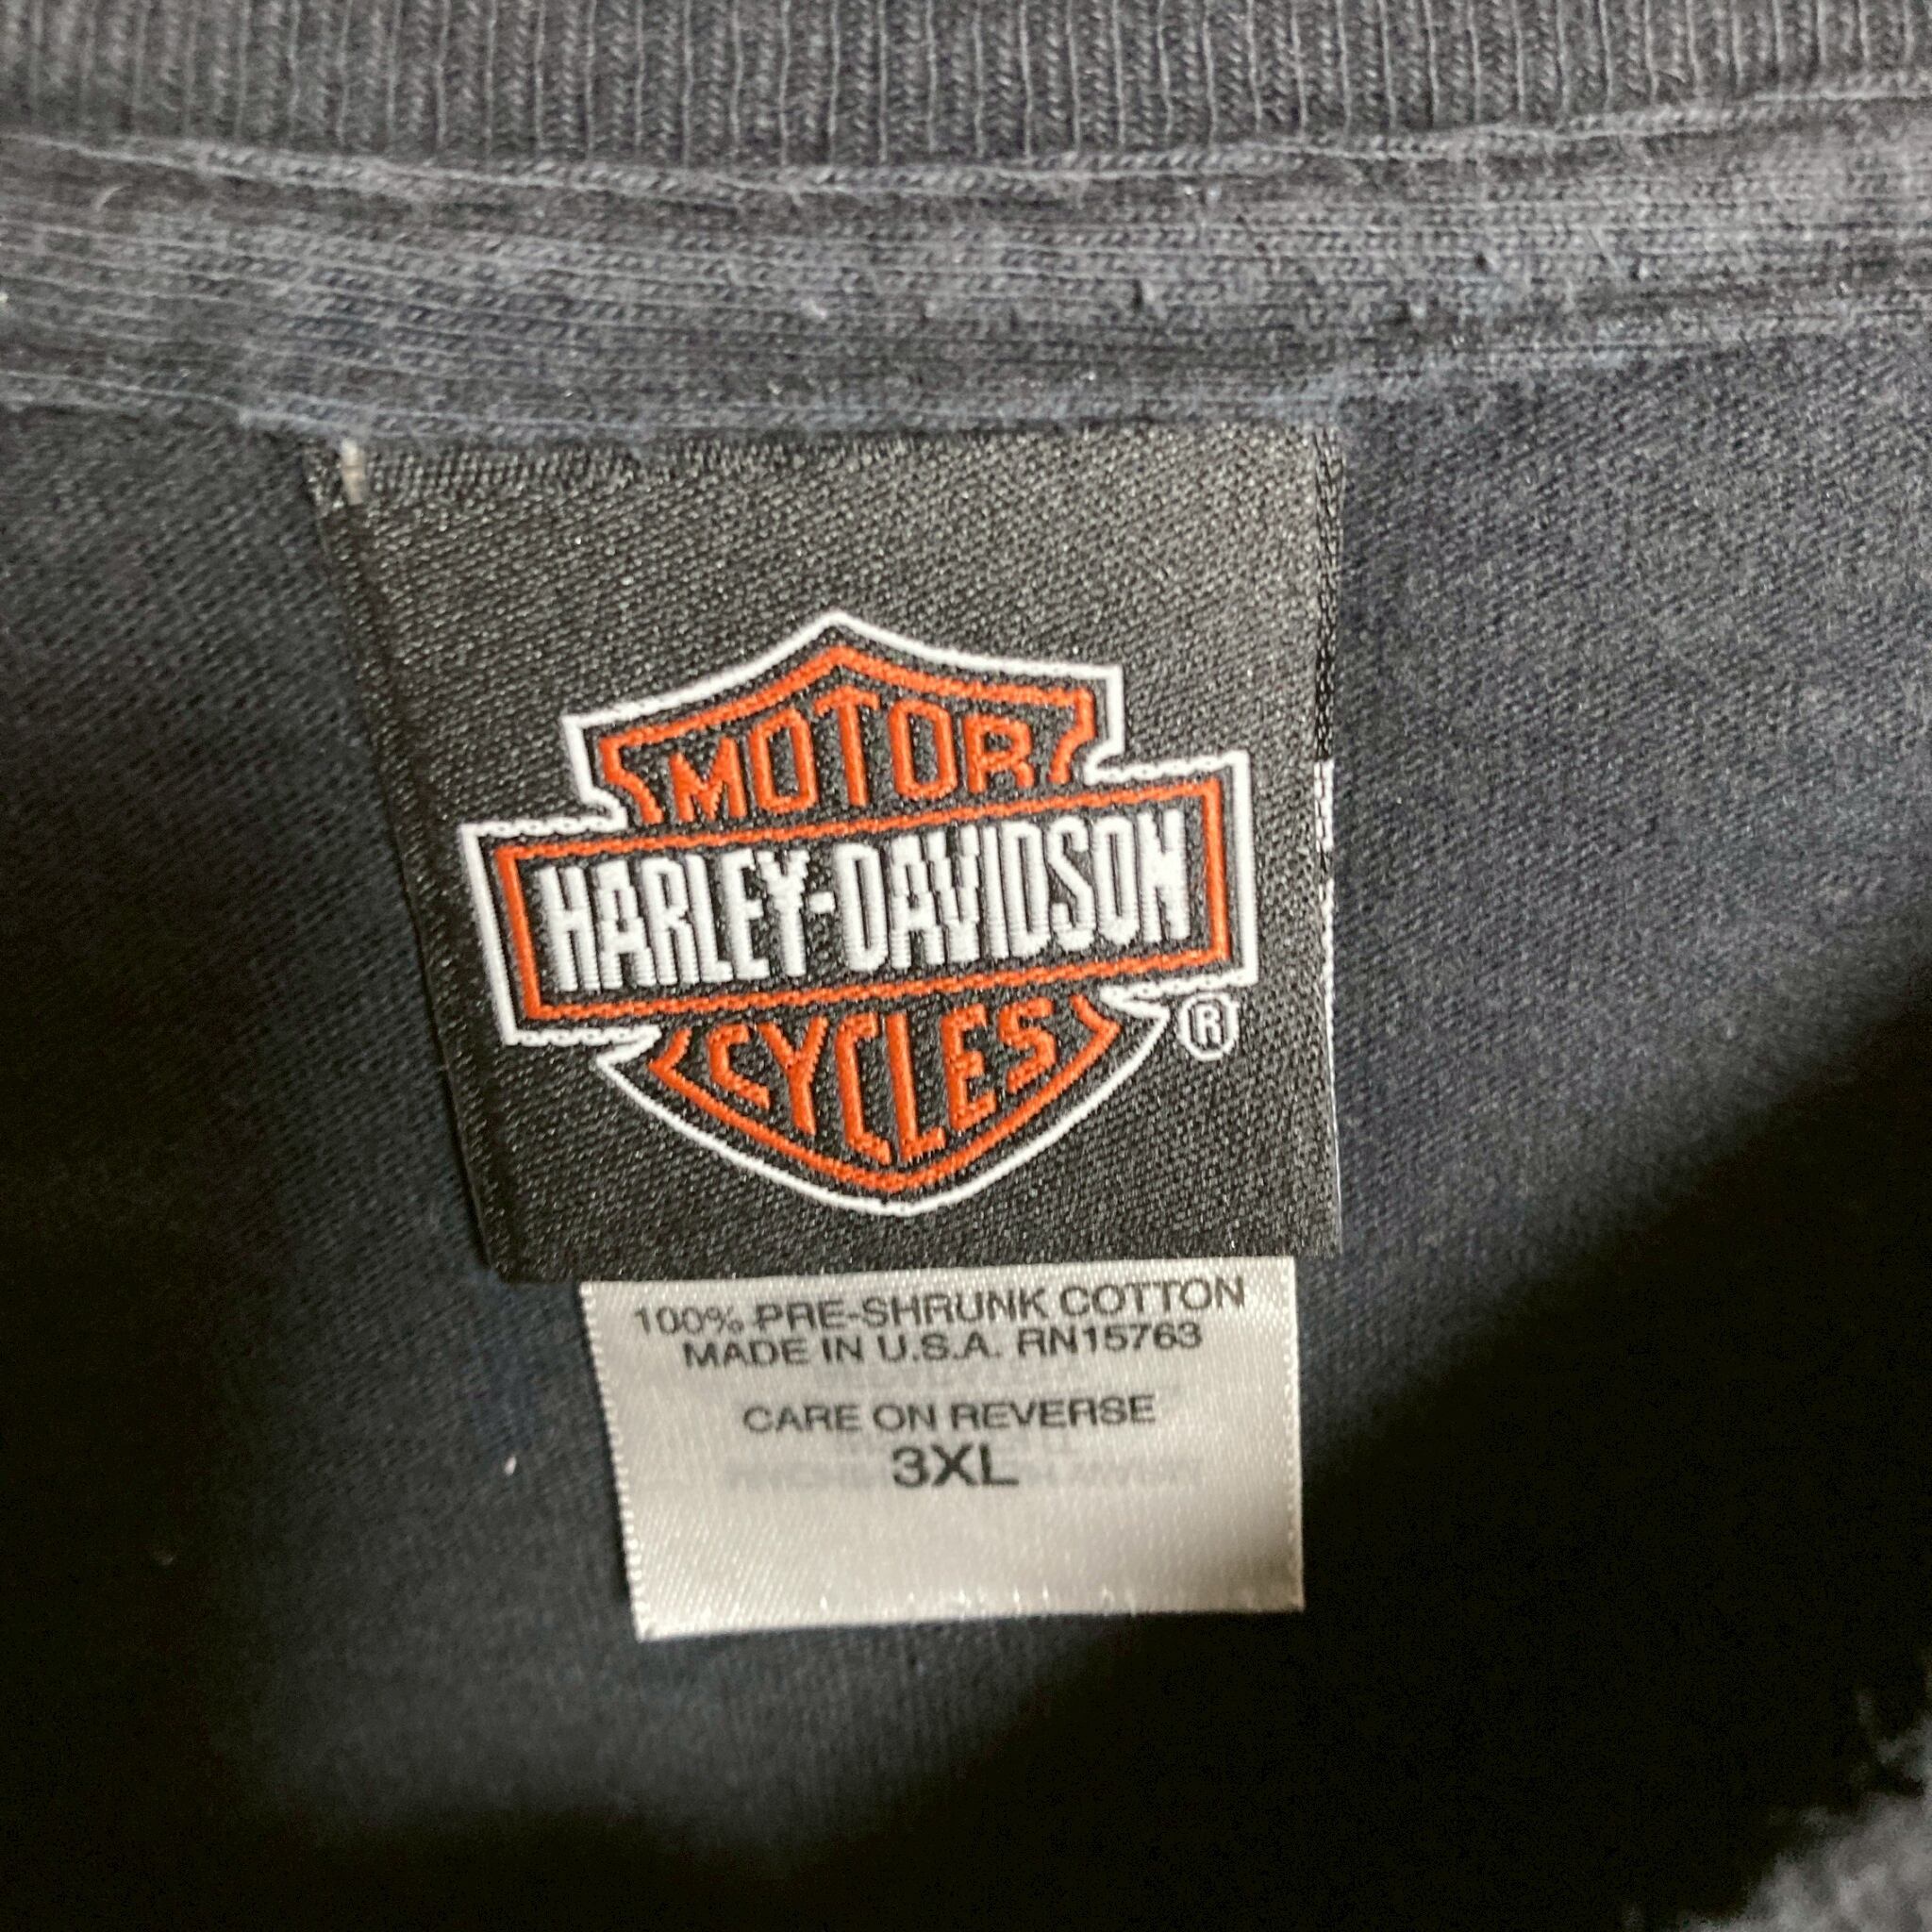 MOTOR
HARLEY-DAVIDSON
CYCLES
®
100% PRE-SHRUNK COTTON
MADE IN U.S.A. RN15763
CARE ON REVERSE
3XL